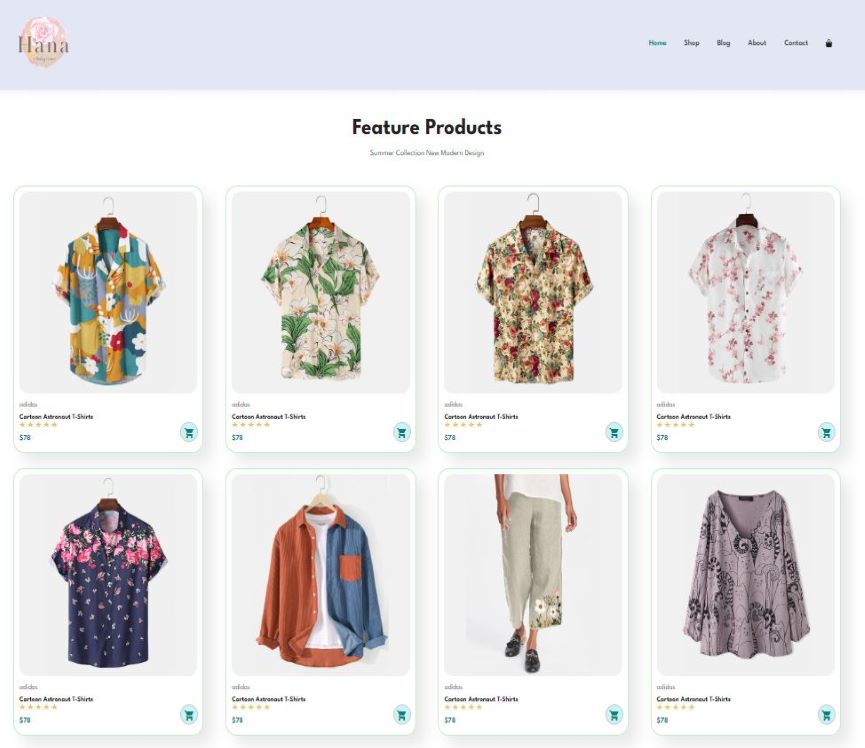 Hana
Home Shop Blog About Contact
Feature Products
Summer Collection New Modern Design
adidas
Cartoon Astronaut T-Shirts
$78
adidas
Cartoon Astronaut T-Shirts
$78
adidas
Cartoon Astronaut T-Shirts
$78
adidas
Cartoon Astronaut T-Shirts
$78
adidas
Cartoon Astronaut T-Shirts
$78
adidas
Cartoon Astronaut T-Shirts
$78
adidas
Cartoon Astronaut T-Shirts
$78
adidas
Cartoon Astronaut T-Shirts
$78